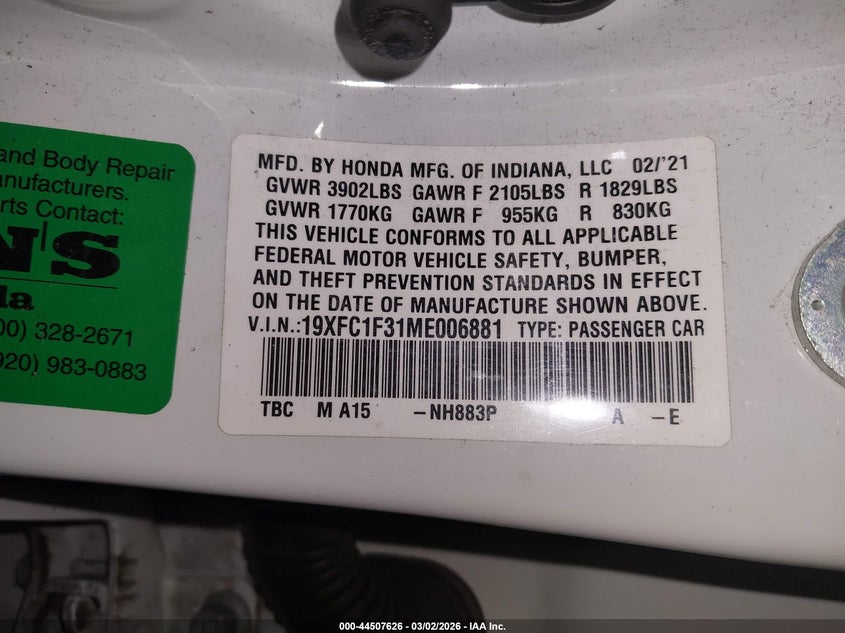 and Body Repair
anufacturers.
rts Contact:
N|S
da
00) 328-2671
920) 983-0883
MFD. BY HONDA MFG. OF INDIANA, LLC 02/'21
GVWR 3902LBS GAWR F 2105LBS R 1829LBS
GVWR 1770KG GAWR F 955KG R 830KG
THIS VEHICLE CONFORMS TO ALL APPLICABLE
FEDERAL MOTOR VEHICLE SAFETY, BUMPER,
AND THEFT PREVENTION STANDARDS IN EFFECT
ON THE DATE OF MANUFACTURE SHOWN ABOVE.
V.I.N.:19XFC1F31ME006881 TYPE: PASSENGER CAR
TBC M A15 -NH883P A -E
000-44507626 - 03/02/2026 - IAA Inc.